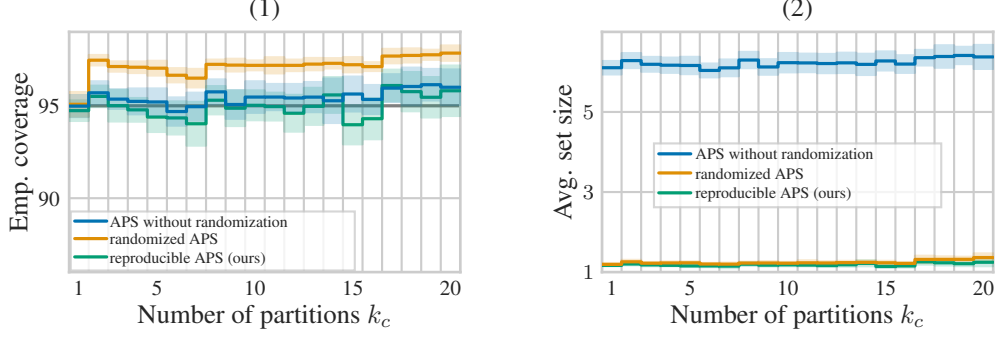 (1)
Emp. coverage
95
90
APS without randomization
randomized APS
reproducible APS (ours)
1
5
10
15
20
Number of partitions k_c
(2)
Avg. set size
5
3
1
APS without randomization
randomized APS
reproducible APS (ours)
1
5
10
15
20
Number of partitions k_c